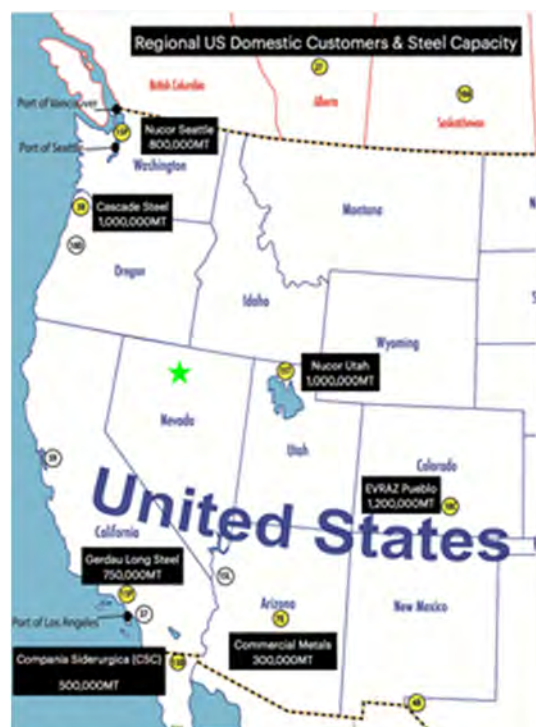 Regional US Domestic Customers & Steel Capacity
British Columbia
Alberta
Saskatchewan
Port of Vancouver
Nucor Seattle
800,000MT
Port of Seattle
Washington
Cascade Steel
1,000,000MT
Montana
Oregon
Idaho
Wyoming
Nucor Utah
1,000,000MT
Nevada
Utah
Colorado
EVRAZ Pueblo
1,200,000MT
United States
California
Gerdau Long Steel
750,000MT
Port of Los Angeles
Arizona
New Mexico
Commercial Metals
300,000MT
Compania Siderurgica (CSC)
500,000MT